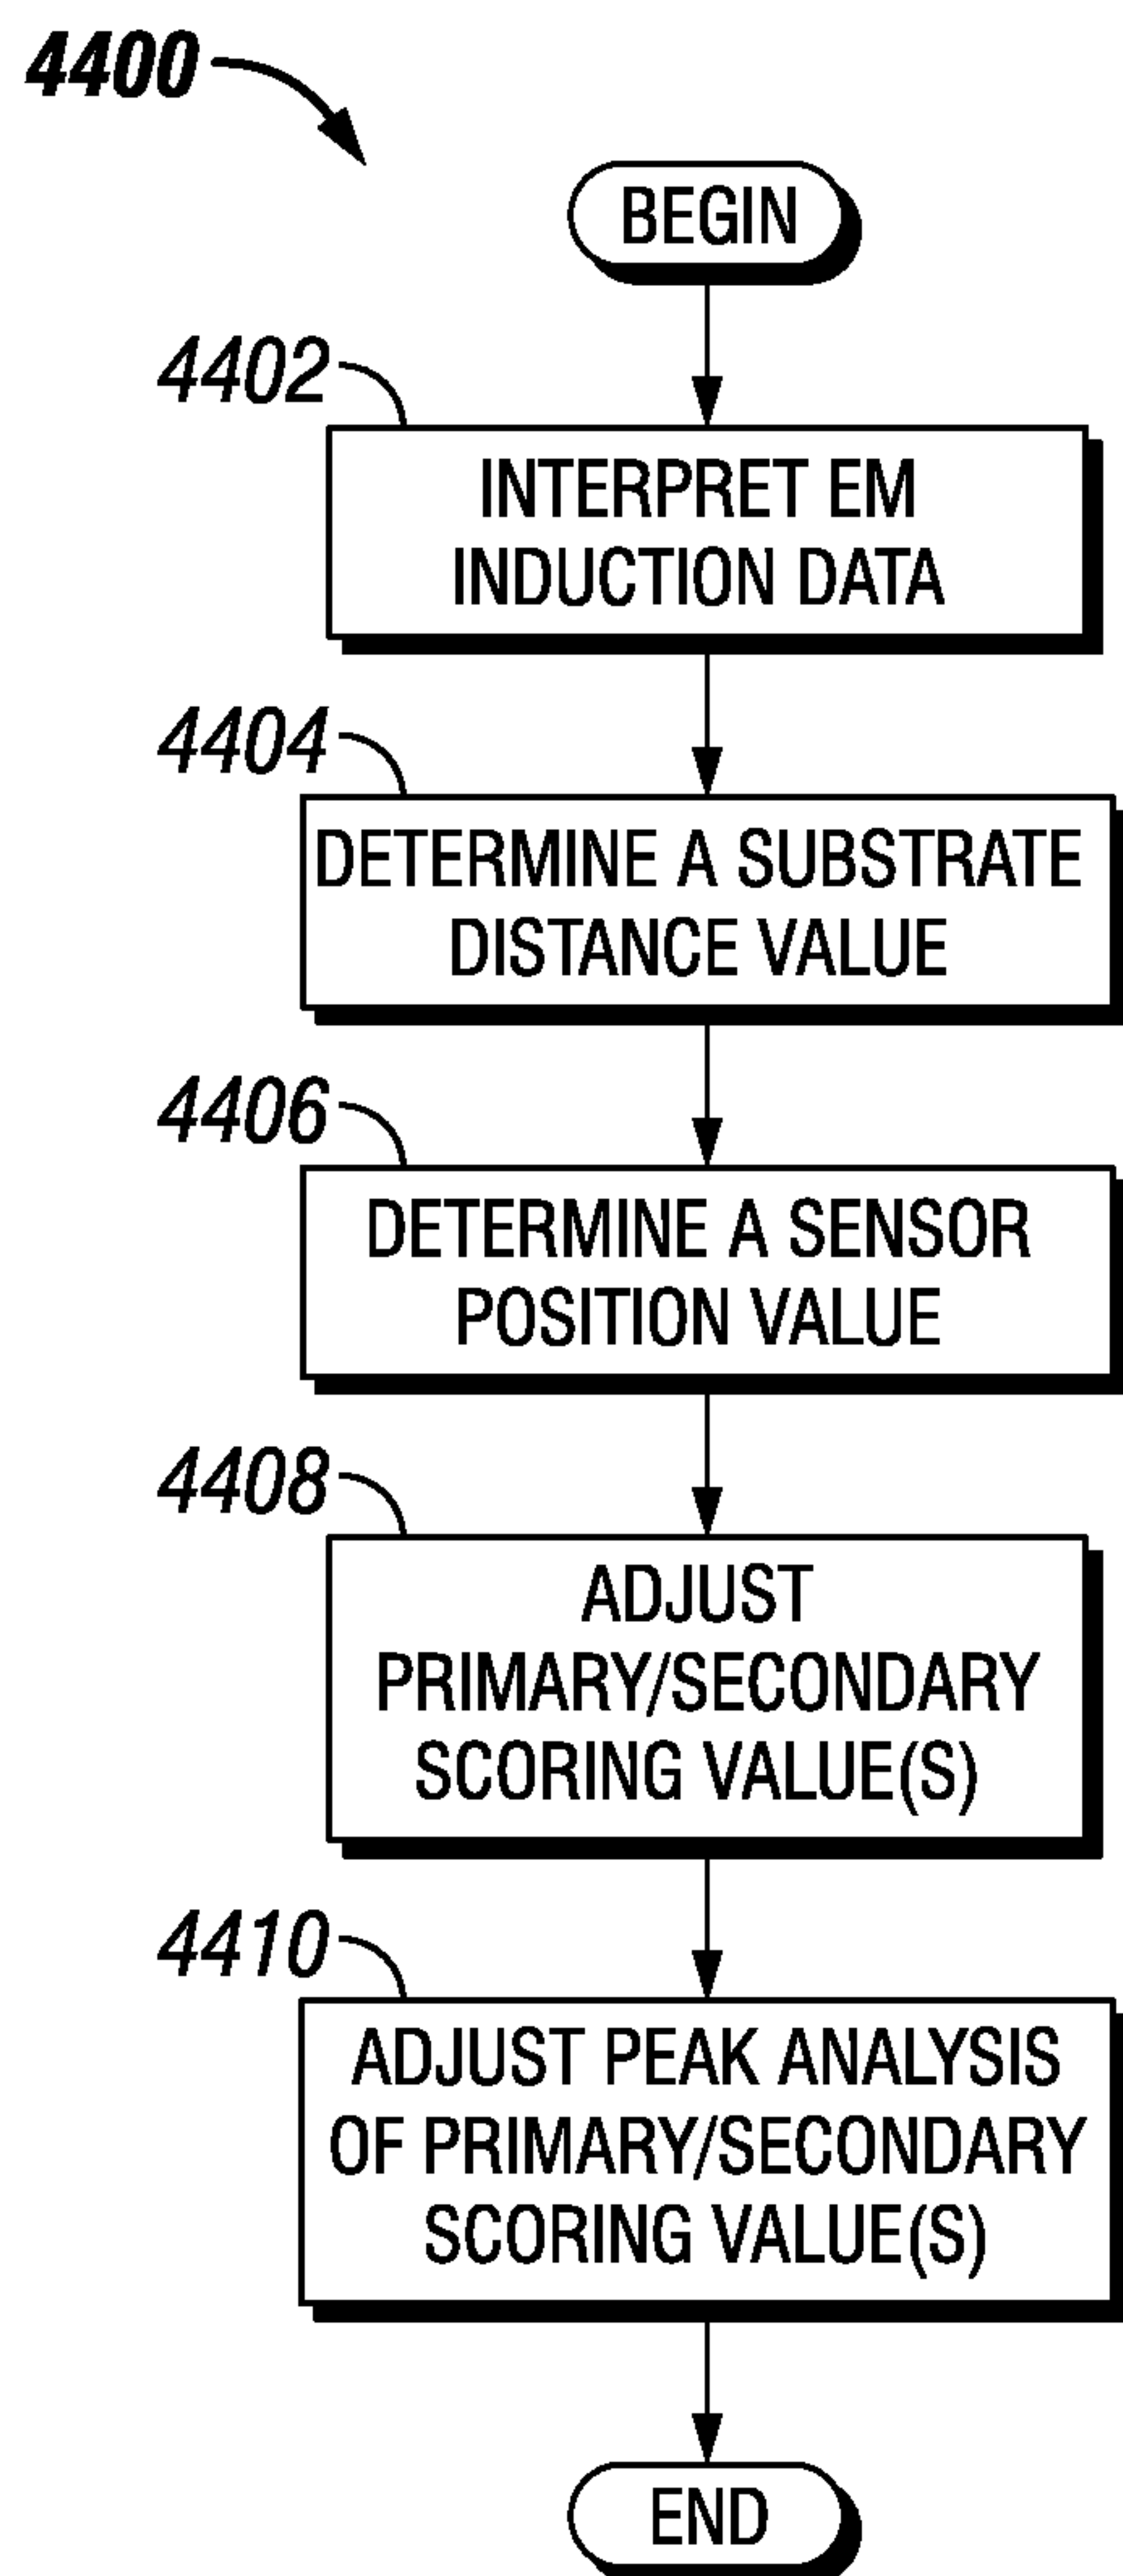 4400
BEGIN
4402
INTERPRET EM
INDUCTION DATA
4404
DETERMINE A SUBSTRATE
DISTANCE VALUE
4406
DETERMINE A SENSOR
POSITION VALUE
4408
ADJUST
PRIMARY/SECONDARY
SCORING VALUE(S)
4410
ADJUST PEAK ANALYSIS
OF PRIMARY/SECONDARY
SCORING VALUE(S)
END